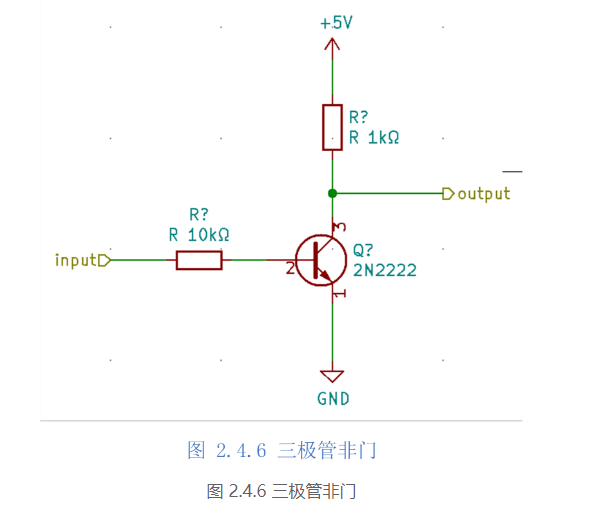 +5V
R?
R 1kΩ
output
R?
R 10kΩ
input
3
Q?
2N2222
2
1
GND
图 2.4.6 三极管非门
图 2.4.6 三极管非门